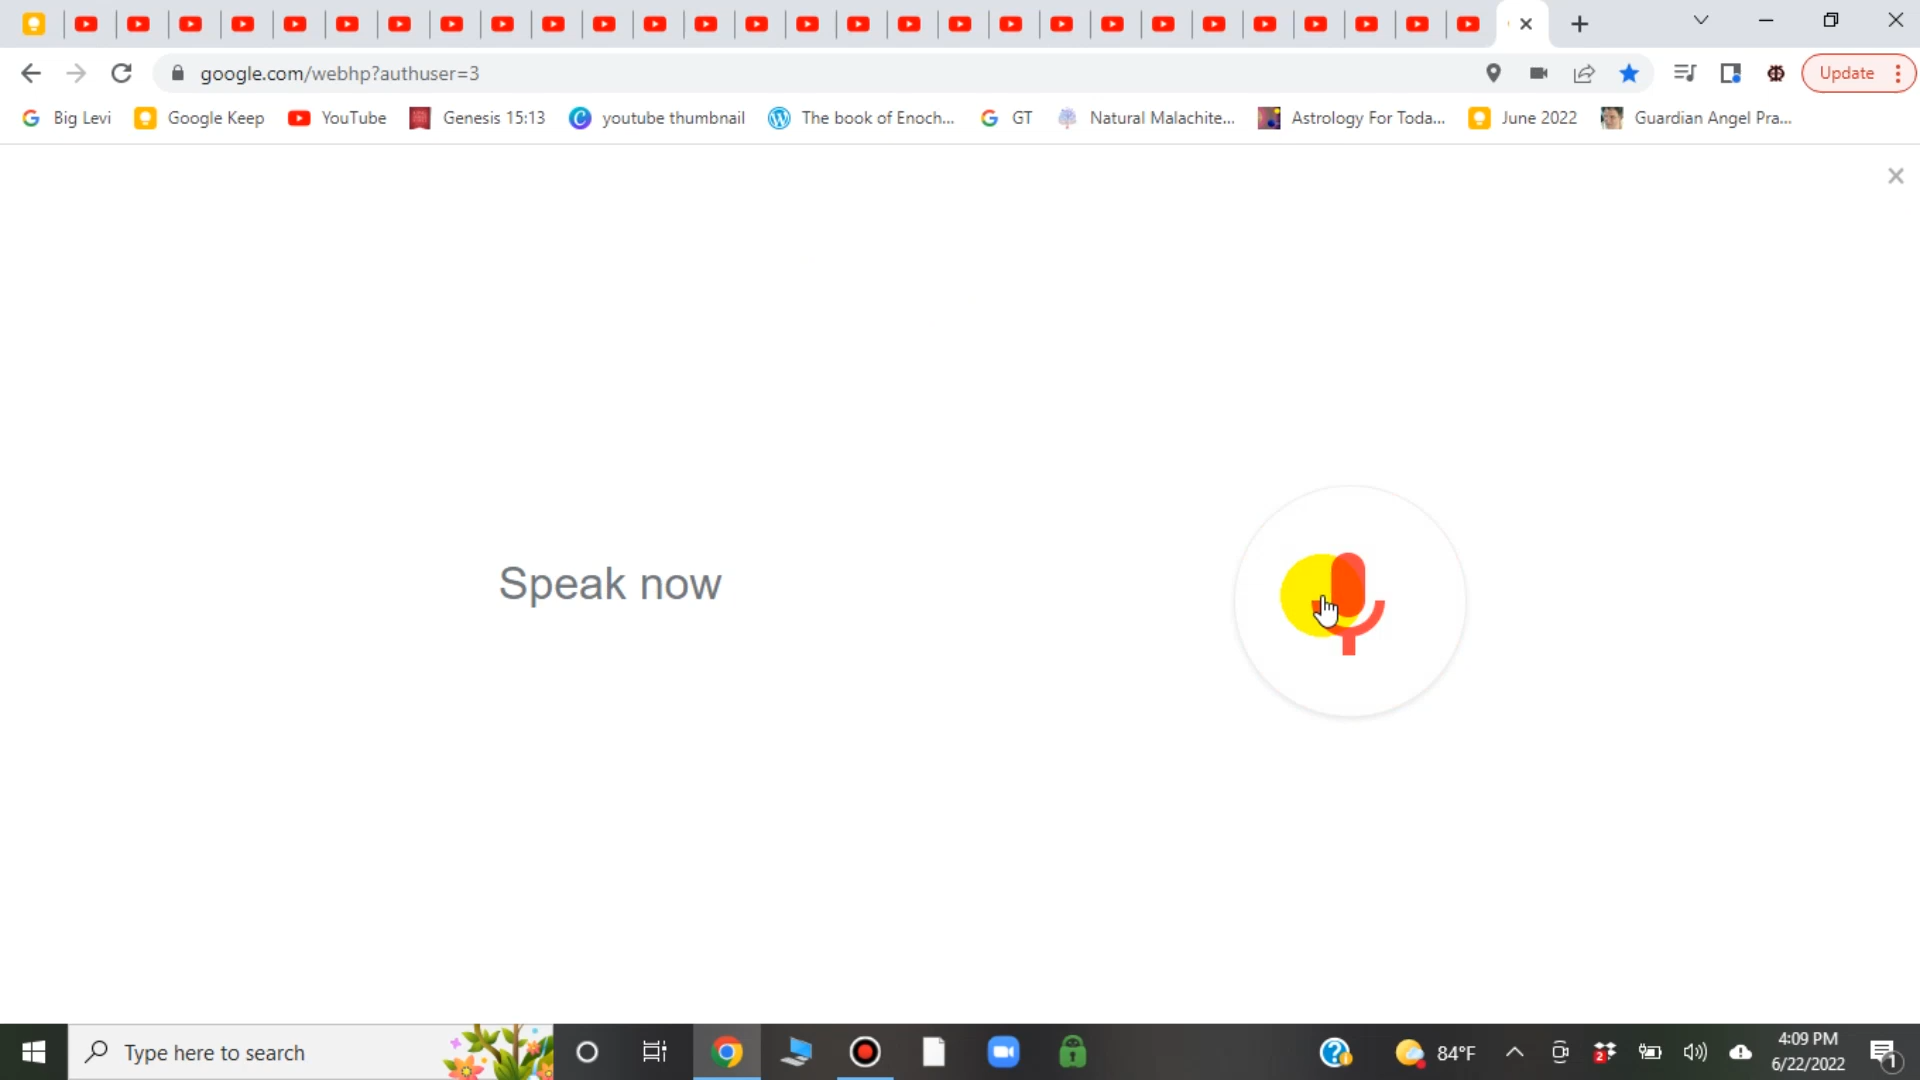 google.com/webhp?authuser=3
Update
Big Levi
Google Keep
YouTube
Genesis 15:13
youtube thumbnail
The book of Enoch...
GT
Natural Malachite...
Astrology For Toda...
June 2022
Guardian Angel Pra...
Speak now
Type here to search
84°F
2
4:09 PM
6/22/2022
1